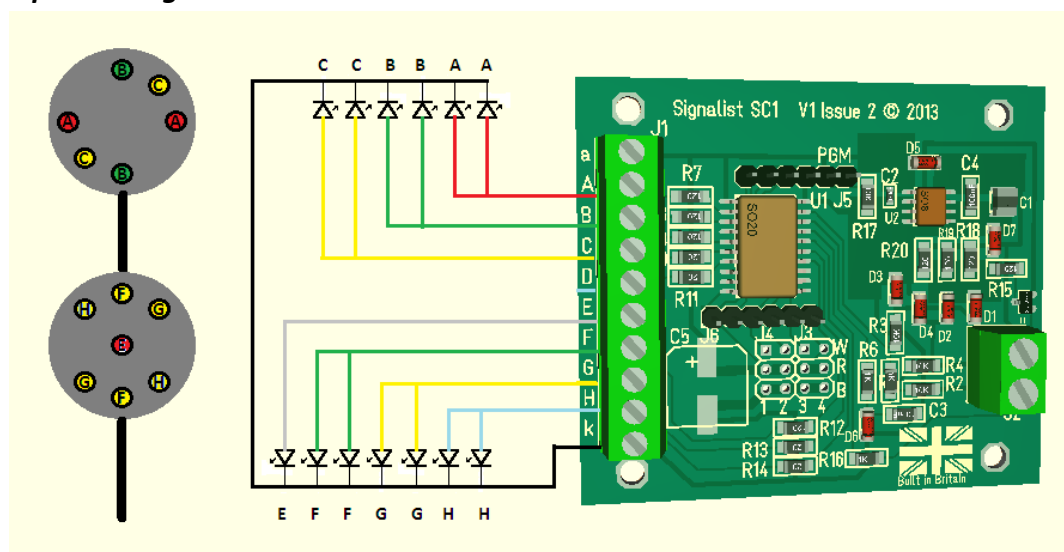 C C B B A A
B
C
A A
C
B
F
H G
B
G H
F
E F F G G H H
Signalist SC1 V1 Issue 2 © 2013
J1
a
A
B
C
D
E
F
G
H
k
R7
R11
PGM
U1 J5
SO20
R17
C2
U2
D5
C4
C1
D7
R20
R19
R18
R15
D3
D4
D2
D1
R5
R6
R4
R2
C3
D6
C5 J6
J4 J3
W
R
B
1 2 3 4
R12
R13
R14
R16
J2
Built in Britain